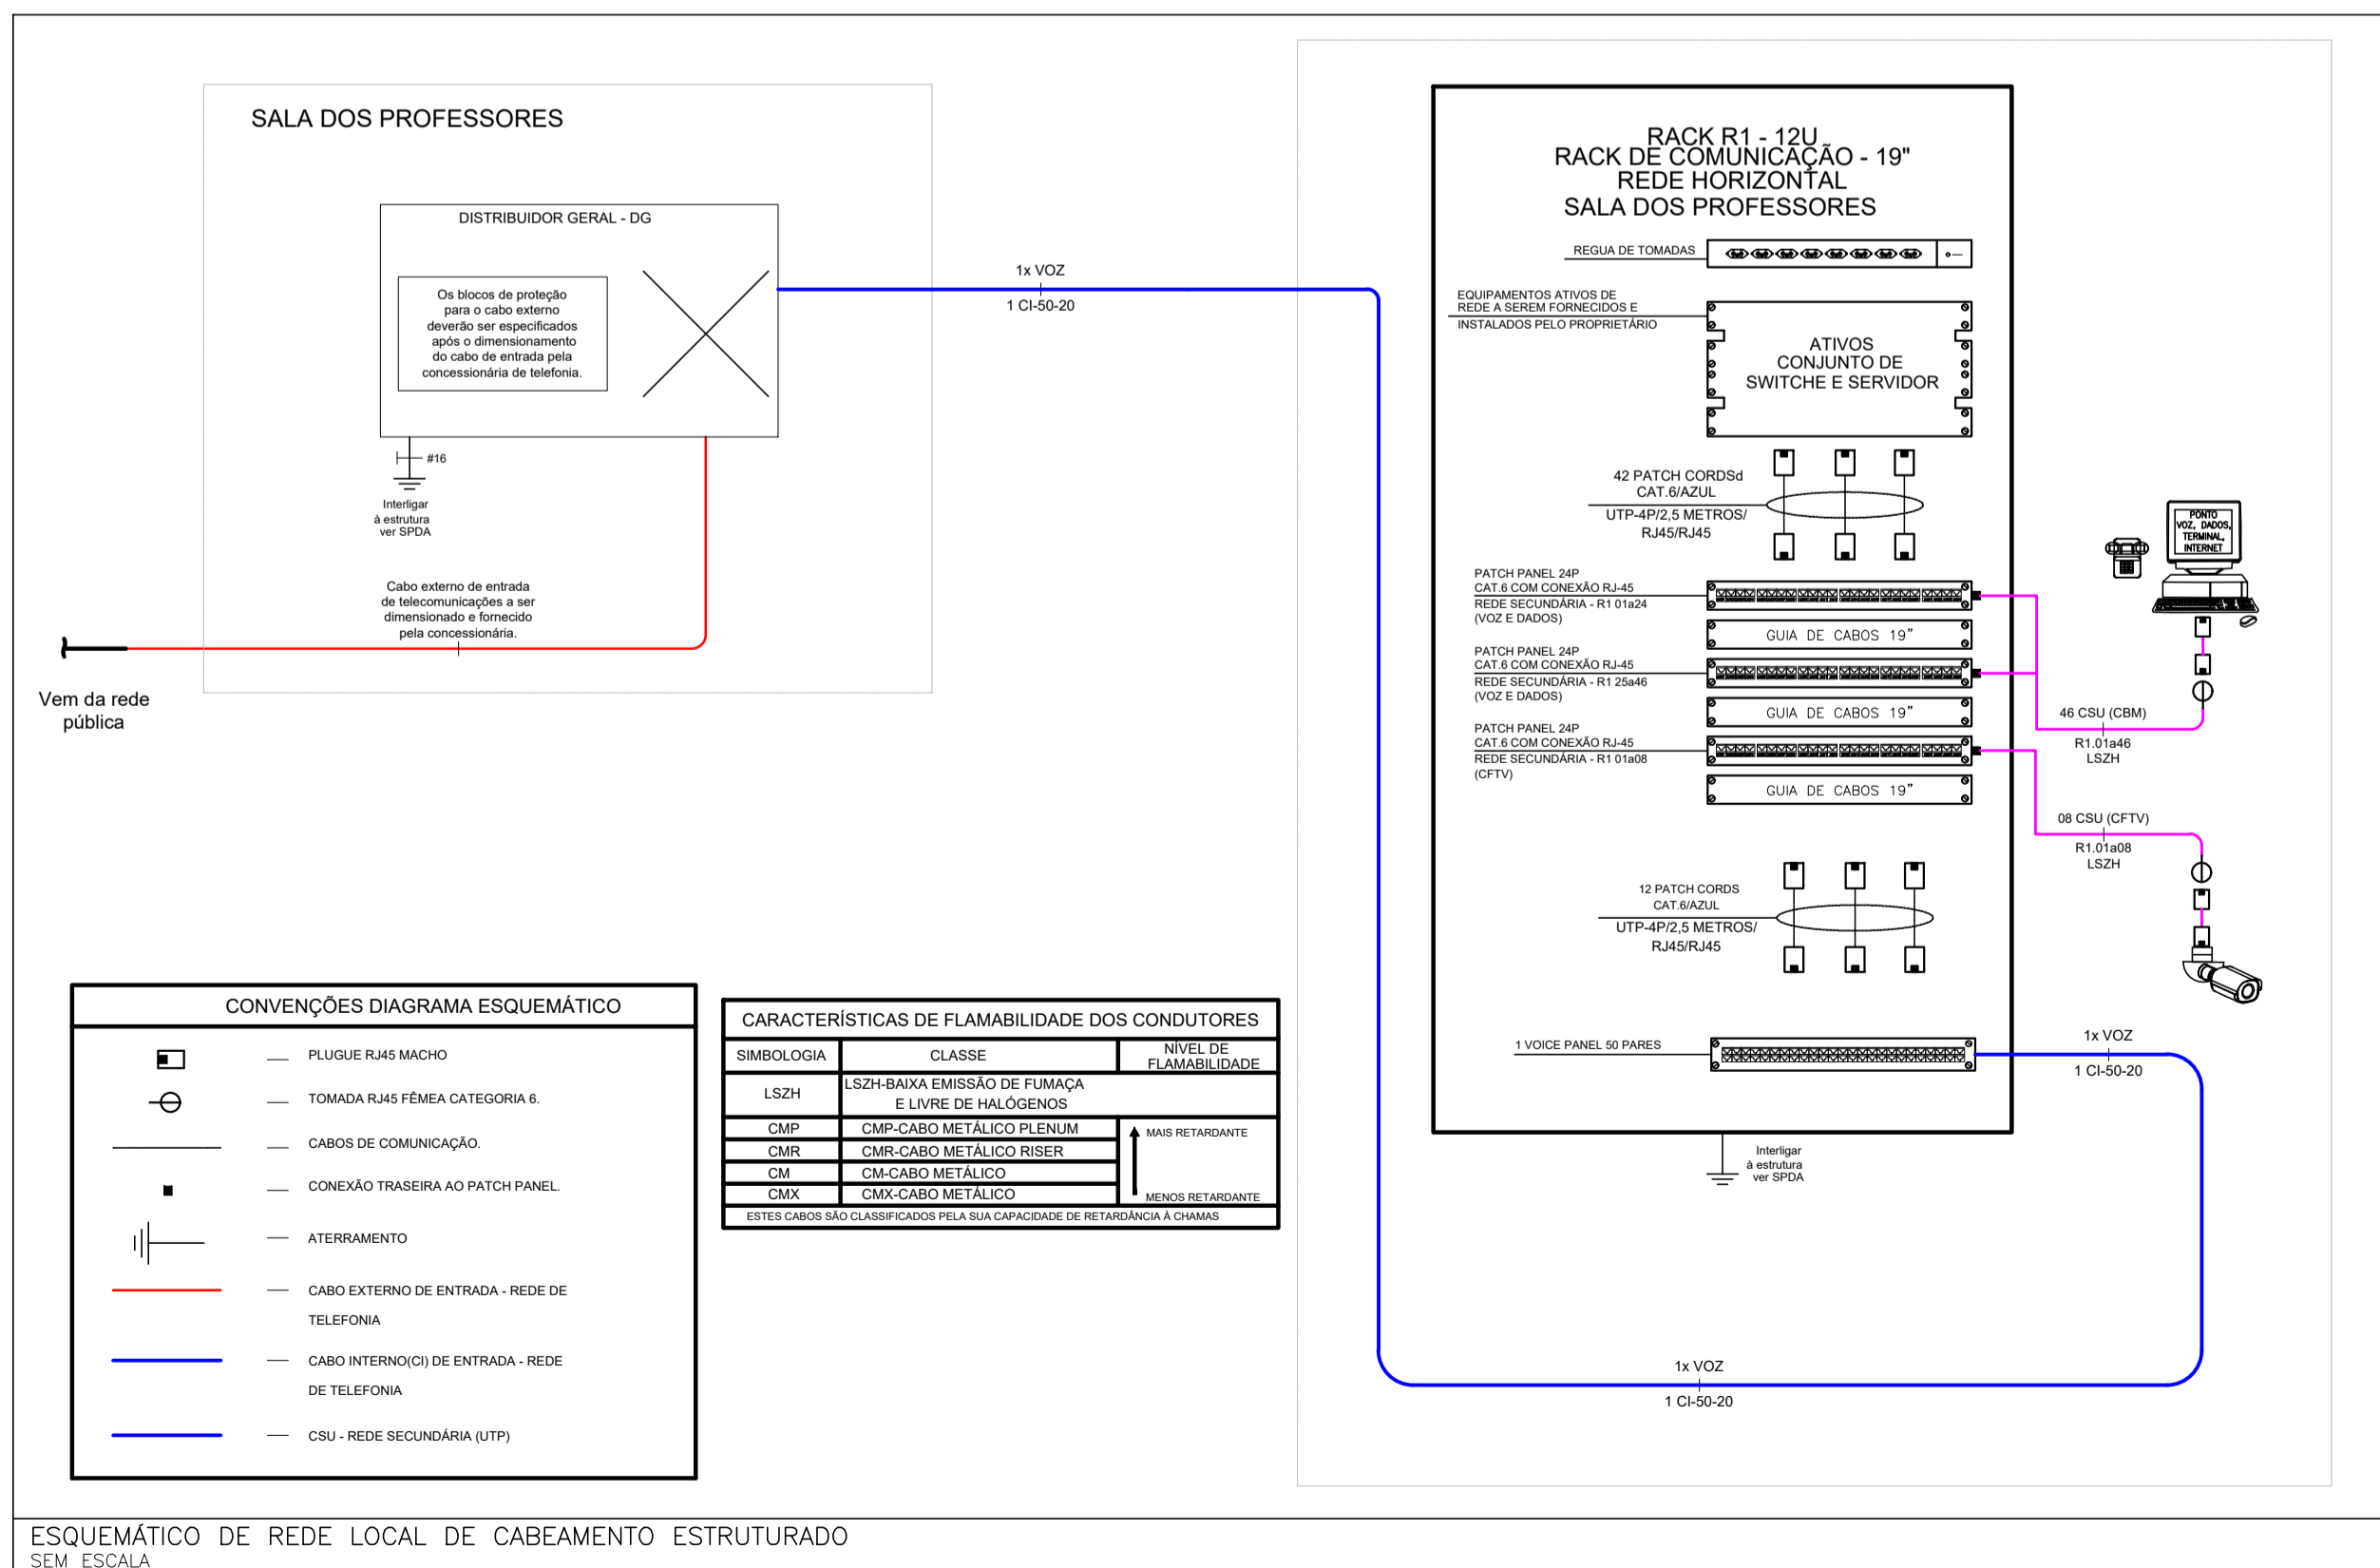 SALA DOS PROFESSORES
DISTRIBUIDOR GERAL - DG
Os blocos de proteção
para o cabo externo
deverão ser especificados
após o dimensionamento
do cabo de entrada pela
concessionária de telefonia.
#16
Interligar
à estrutura
ver SPDA
Cabo externo de entrada
de telecomunicações a ser
dimensionado e fornecido
pela concessionária.
Vem da rede
pública
1x VOZ
1 CI-50-20
RACK R1 - 12U
RACK DE COMUNICAÇÃO - 19"
REDE HORIZONTAL
SALA DOS PROFESSORES
REGUA DE TOMADAS
EQUIPAMENTOS ATIVOS DE
REDE A SEREM FORNECIDOS E
INSTALADOS PELO PROPRIETÁRIO
ATIVOS
CONJUNTO DE
SWITCHE E SERVIDOR
42 PATCH CORDSd
CAT.6/AZUL
UTP-4P/2,5 METROS/
RJ45/RJ45
PATCH PANEL 24P
CAT.6 COM CONEXÃO RJ-45
REDE SECUNDÁRIA - R1 01a24
(VOZ E DADOS)
GUIA DE CABOS 19”
PATCH PANEL 24P
CAT.6 COM CONEXÃO RJ-45
REDE SECUNDÁRIA - R1 25a46
(VOZ E DADOS)
GUIA DE CABOS 19”
PATCH PANEL 24P
CAT.6 COM CONEXÃO RJ-45
REDE SECUNDÁRIA - R1 01a08
(CFTV)
GUIA DE CABOS 19”
12 PATCH CORDS
CAT.6/AZUL
UTP-4P/2,5 METROS/
RJ45/RJ45
1 VOICE PANEL 50 PARES
Interligar
à estrutura
ver SPDA
PONTO
VOZ, DADOS,
TERMINAL,
INTERNET
46 CSU (CBM)
R1.01a46
LSZH
08 CSU (CFTV)
R1.01a08
LSZH
1x VOZ
1 CI-50-20
1x VOZ
1 CI-50-20
CONVENÇÕES DIAGRAMA ESQUEMÁTICO
PLUGUE RJ45 MACHO
TOMADA RJ45 FÊMEA CATEGORIA 6.
CABOS DE COMUNICAÇÃO.
CONEXÃO TRASEIRA AO PATCH PANEL.
ATERRAMENTO
CABO EXTERNO DE ENTRADA - REDE DE
TELEFONIA
CABO INTERNO(CI) DE ENTRADA - REDE
DE TELEFONIA
CSU - REDE SECUNDÁRIA (UTP)
CARACTERÍSTICAS DE FLAMABILIDADE DOS CONDUTORES
SIMBOLOGIA
CLASSE
NÍVEL DE
FLAMABILIDADE
LSZH
LSZH-BAIXA EMISSÃO DE FUMAÇA
E LIVRE DE HALÓGENOS
CMP
CMP-CABO METÁLICO PLENUM
MAIS RETARDANTE
CMR
CMR-CABO METÁLICO RISER
CM
CM-CABO METÁLICO
CMX
CMX-CABO METÁLICO
MENOS RETARDANTE
ESTES CABOS SÃO CLASSIFICADOS PELA SUA CAPACIDADE DE RETARDÂNCIA À CHAMAS
ESQUEMÁTICO DE REDE LOCAL DE CABEAMENTO ESTRUTURADO
SEM ESCALA